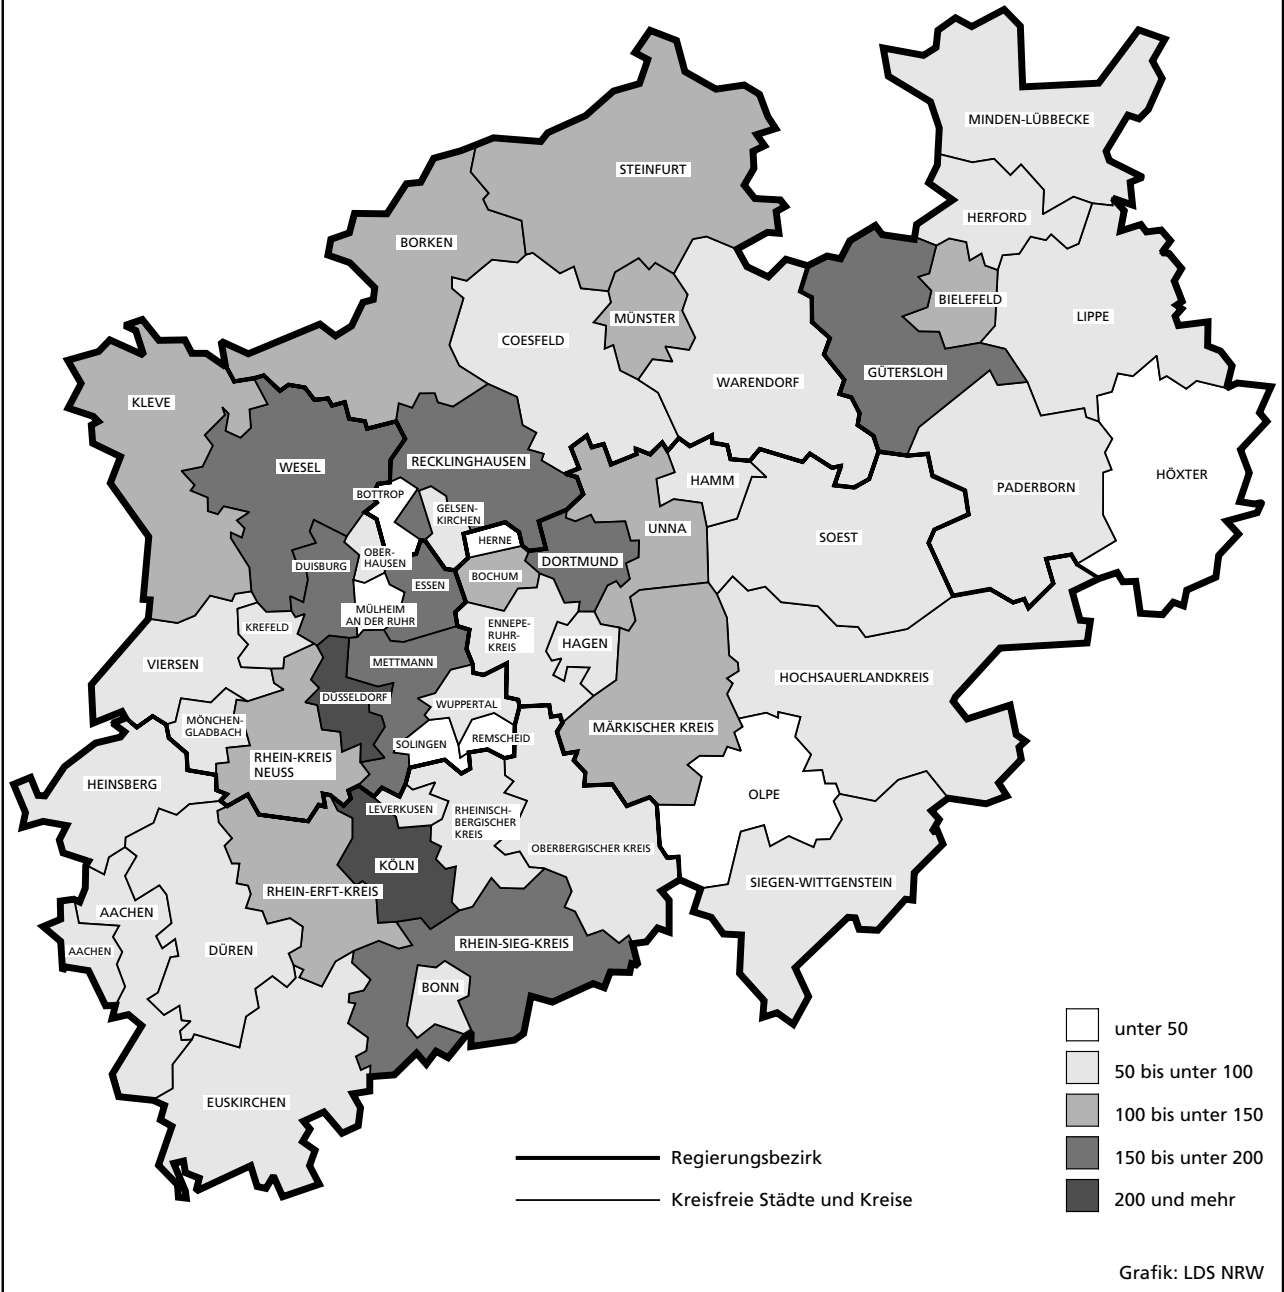 MINDEN-LÜBBECKE
STEINFURT
HERFORD
BORKEN
BIELEFELD
LIPPE
MÜNSTER
COESFELD
GÜTERSLOH
WARENDORF
KLEVE
RECKLINGHAUSEN
WESEL
HÖXTER
HAMM
PADERBORN
BOTTROP
GELSEN-
KIRCHEN
UNNA
SOEST
HERNE
OBER-
HAUSEN
DORTMUND
DUISBURG
BOCHUM
ESSEN
MÜLHEIM
AN DER RUHR
KREFELD
ENNEPE-
RUHR-
KREIS
HAGEN
VIERSEN
METTMANN
HOCHSAUERLANDKREIS
DÜSSELDORF
WUPPERTAL
MÖNCHEN-
GLADBACH
MÄRKISCHER KREIS
SOLINGEN
REMSCHEID
RHEIN-KREIS
NEUSS
HEINSBERG
OLPE
LEVERKUSEN
RHEINISCH-
BERGISCHER
KREIS
OBERBERGISCHER KREIS
KÖLN
SIEGEN-WITTGENSTEIN
RHEIN-ERFT-KREIS
AACHEN
RHEIN-SIEG-KREIS
AACHEN
DÜREN
BONN
EUSKIRCHEN
unter 50
50 bis unter 100
100 bis unter 150
150 bis unter 200
200 und mehr
Regierungsbezirk
Kreisfreie Städte und Kreise
Grafik: LDS NRW